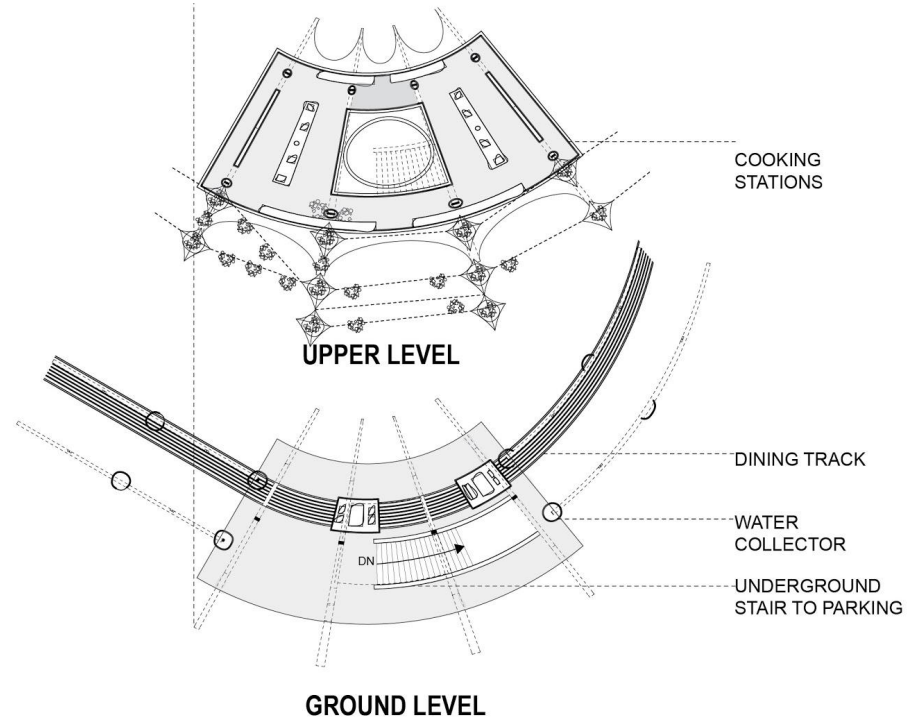 COOKING
STATIONS
UPPER LEVEL
DINING TRACK
WATER
COLLECTOR
DN
UNDERGROUND
STAIR TO PARKING
GROUND LEVEL